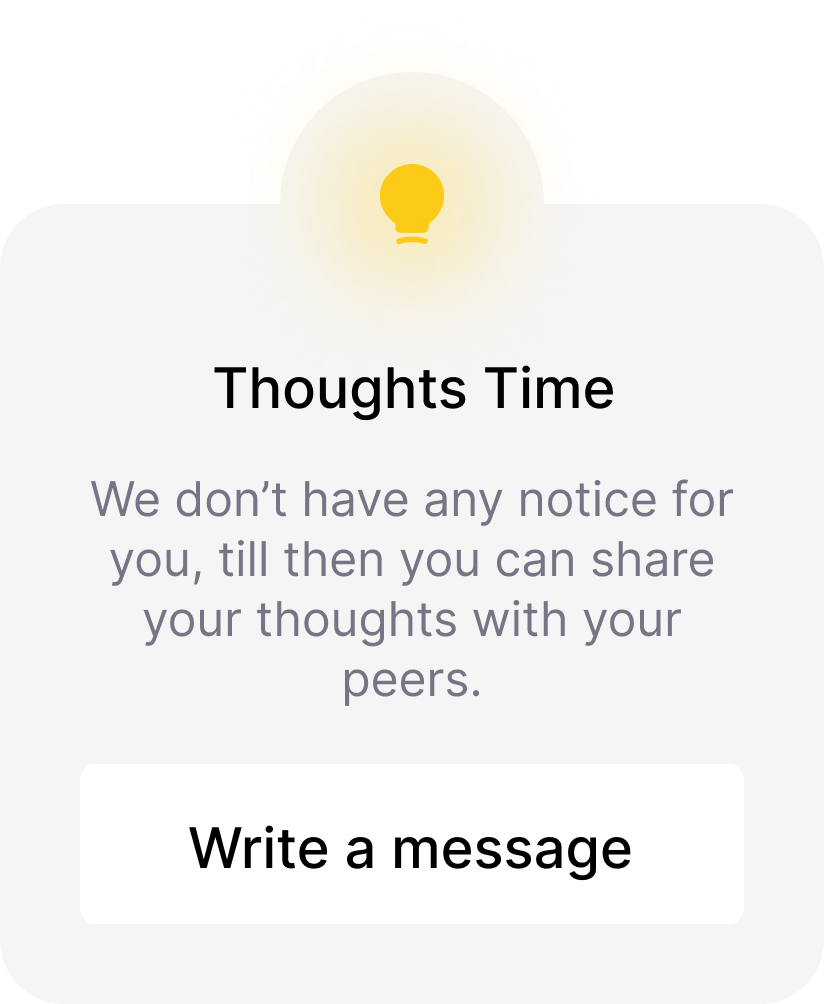 Thoughts Time
We don’t have any notice for
you, till then you can share
your thoughts with your
peers.
Write a message